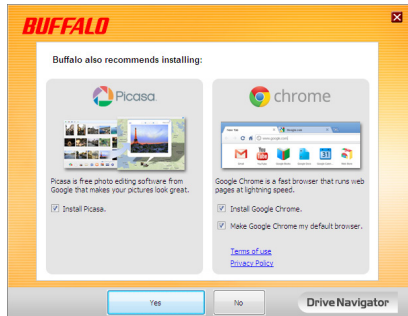 BUFFALO
Buffalo also recommends installing:
Picasa
Picasa is free photo editing software from
Google that makes your pictures look great.
Install Picasa.
chrome
Google Chrome is a fast browser that runs web
pages at lightning speed.
Install Google Chrome.
Make Google Chrome my default browser.
Terms of use
Privacy Policy
Yes
No
DriveNavigator